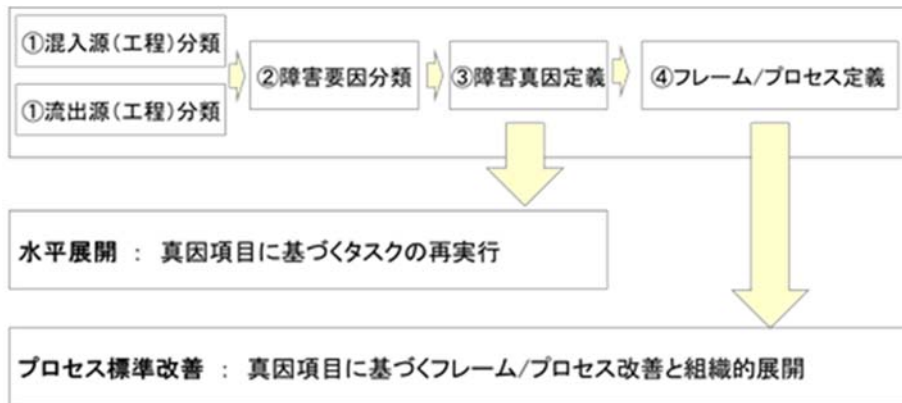 ①混入源(工程)分類
①流出源(工程)分類
②障害要因分類
③障害真因定義
④フレーム/プロセス定義
水平展開 : 真因項目に基づくタスクの再実行
プロセス標準改善 : 真因項目に基づくフレーム/プロセス改善と組織的展開